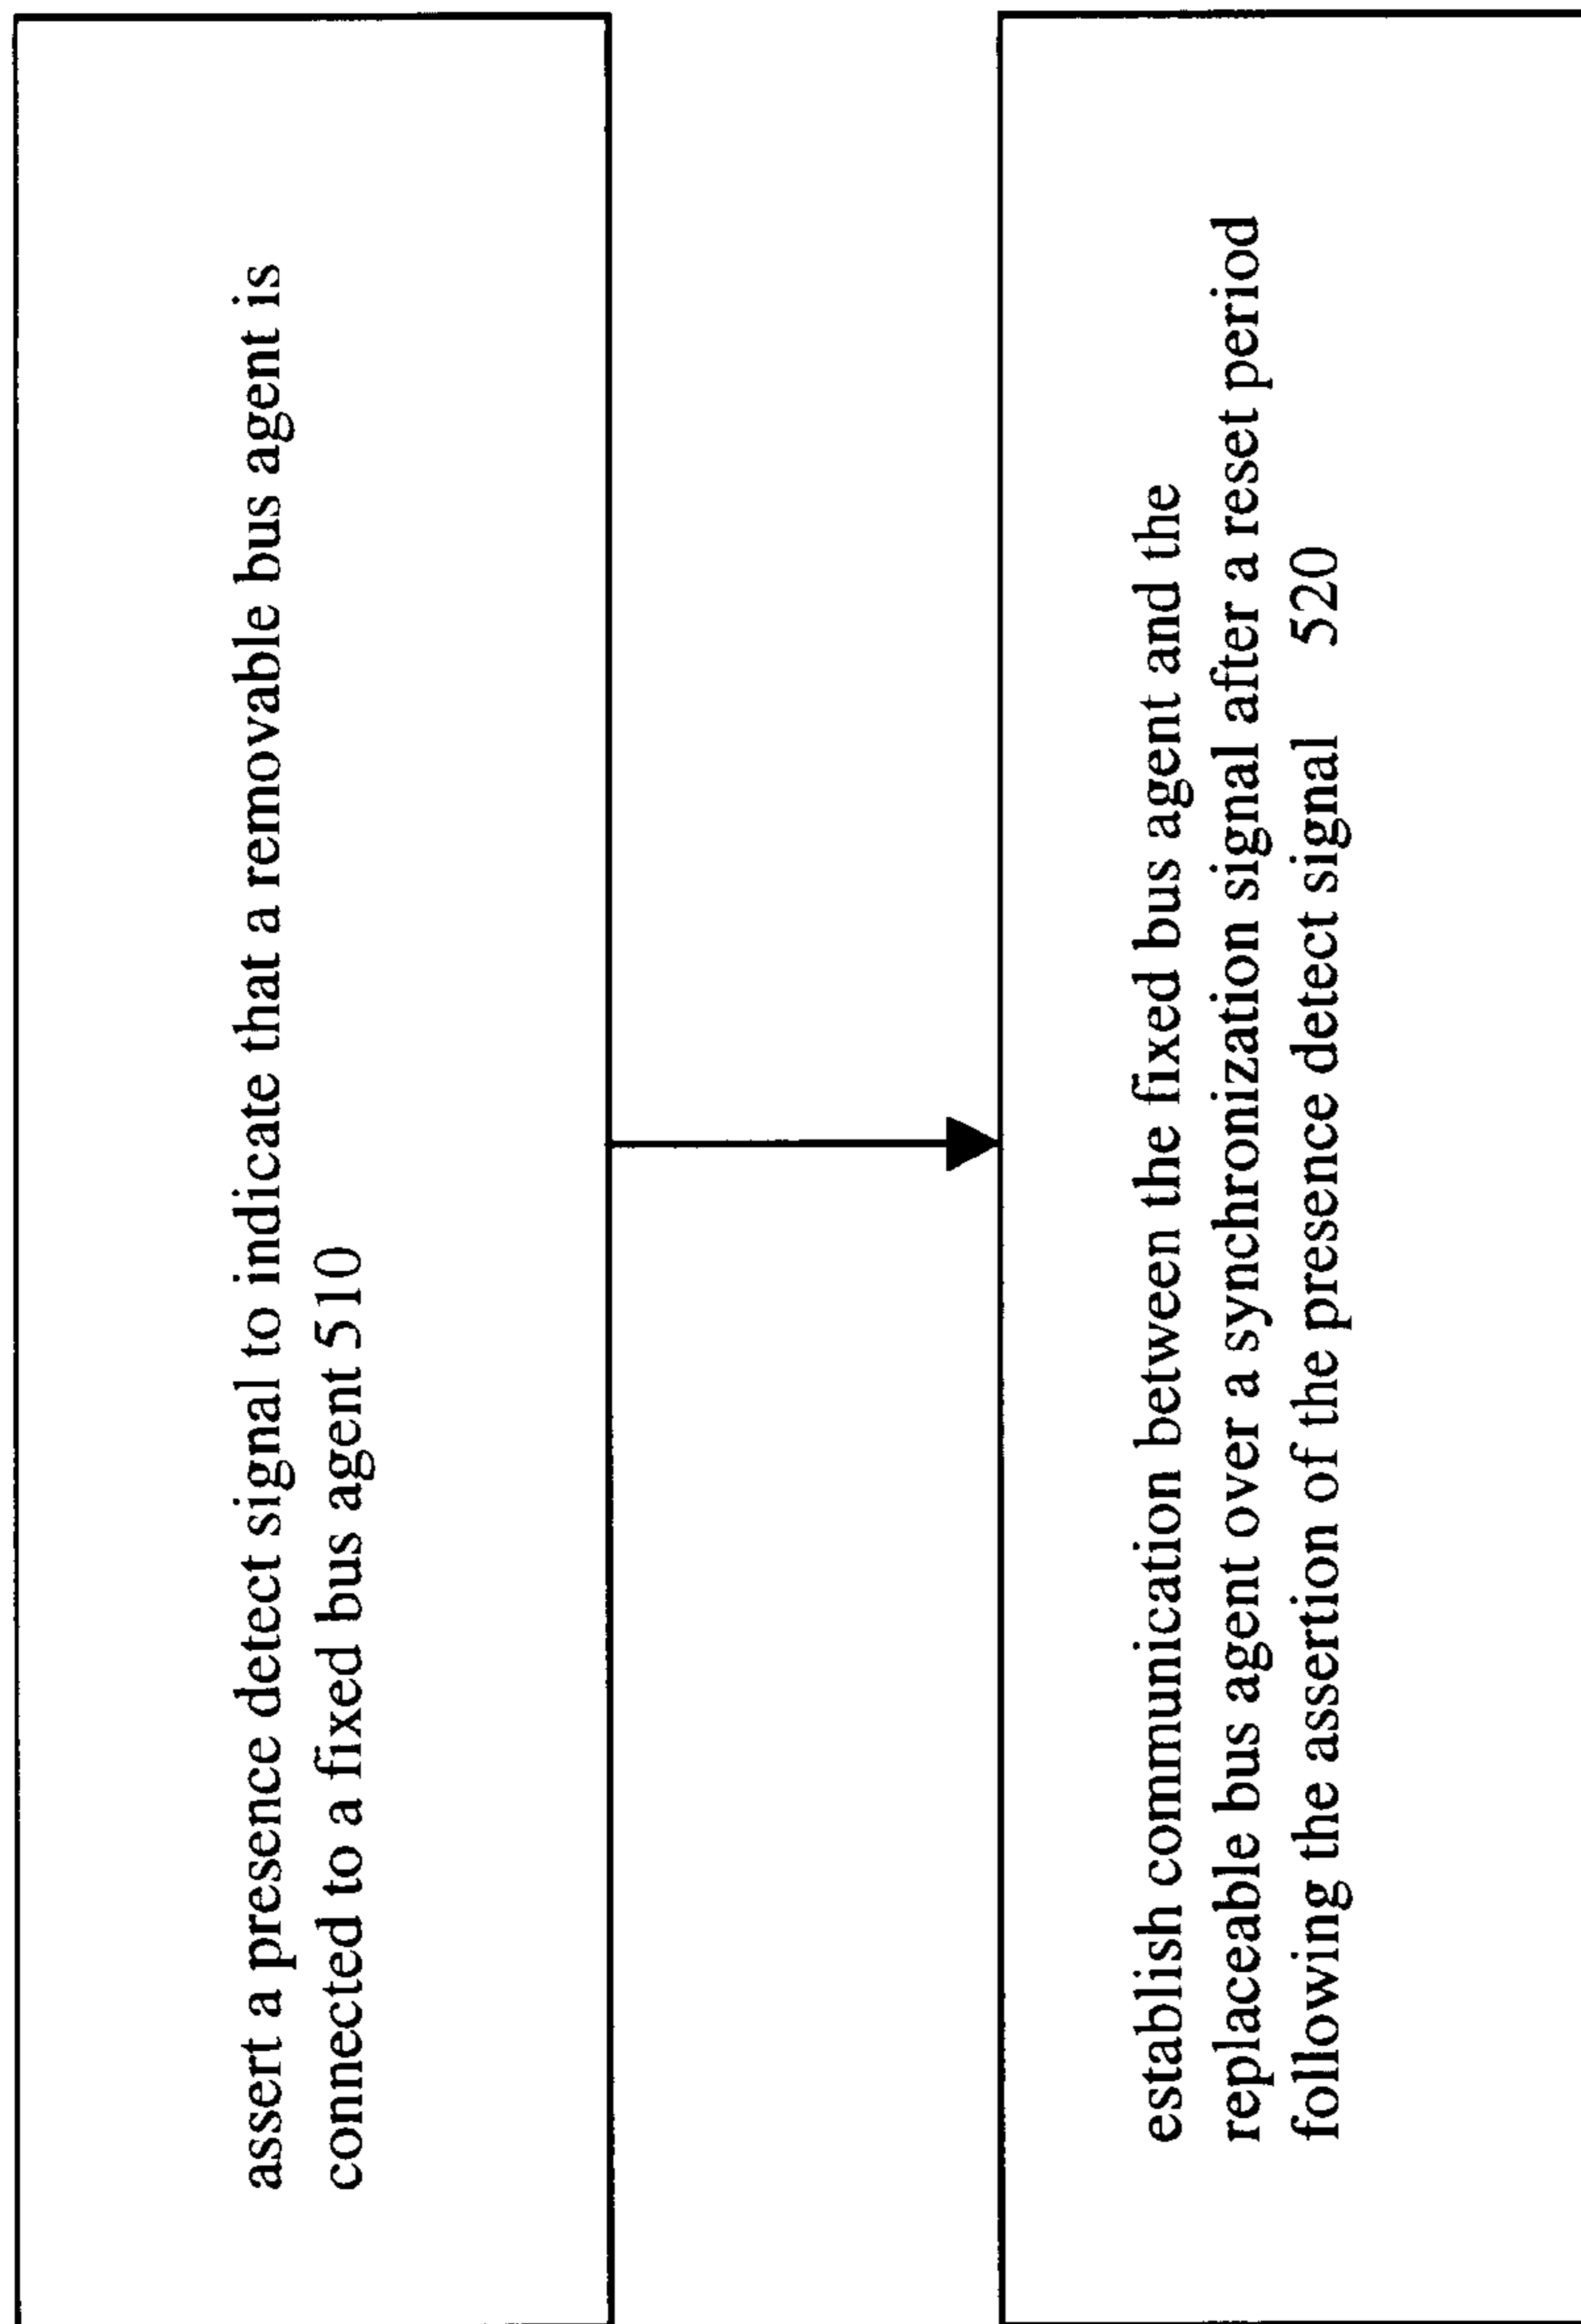 assert a presence detect signal to indicate that a removable bus agent is
connected to a fixed bus agent 510
establish communication between the fixed bus agent and the
replaceable bus agent over a synchronization signal after a reset period
following the assertion of the presence detect signal 520